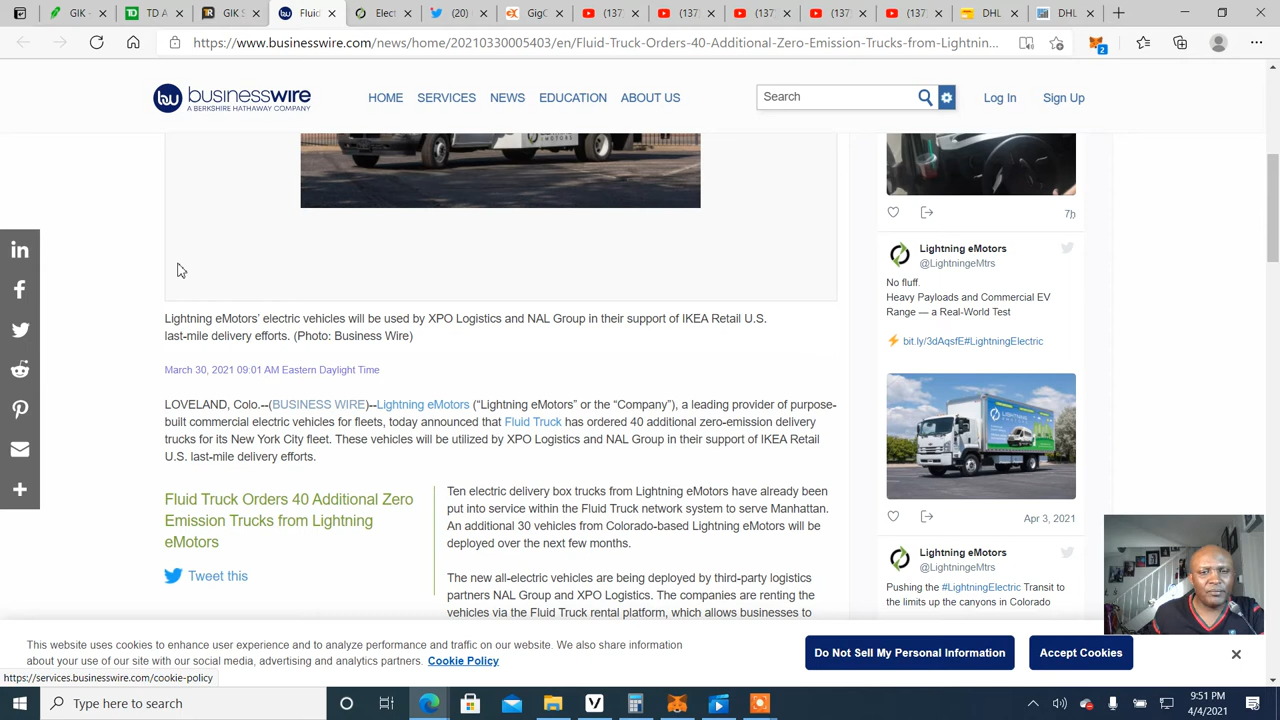 GIK -
TD A
GIK S
Fluid
Elect
(20)
GigC
(137
(137
(137
(137
(137
DHL
DHL
https://www.businesswire.com/news/home/20210330005403/en/Fluid-Truck-Orders-40-Additional-Zero-Emission-Trucks-from-Lightnin...
2
businesswire
A BERKSHIRE HATHAWAY COMPANY
HOME SERVICES NEWS EDUCATION ABOUT US
Search
Log In Sign Up
MOTORS
7h
Lightning eMotors
@LightningeMtrs
No fluff.
Heavy Payloads and Commercial EV
Range — a Real-World Test
⚡ bit.ly/3dAqsfE#LightningElectric
Apr 3, 2021
Lightning eMotors
@LightningeMtrs
Pushing the #LightningElectric Transit to
the limits up the canyons in Colorado
Lightning eMotors' electric vehicles will be used by XPO Logistics and NAL Group in their support of IKEA Retail U.S.
last-mile delivery efforts. (Photo: Business Wire)
March 30, 2021 09:01 AM Eastern Daylight Time
LOVELAND, Colo.--(BUSINESS WIRE)--Lightning eMotors ("Lightning eMotors" or the "Company"), a leading provider of purpose-
built commercial electric vehicles for fleets, today announced that Fluid Truck has ordered 40 additional zero-emission delivery
trucks for its New York City fleet. These vehicles will be utilized by XPO Logistics and NAL Group in their support of IKEA Retail
U.S. last-mile delivery efforts.
Fluid Truck Orders 40 Additional Zero
Emission Trucks from Lightning
eMotors
Tweet this
Ten electric delivery box trucks from Lightning eMotors have already been
put into service within the Fluid Truck network system to serve Manhattan.
An additional 30 vehicles from Colorado-based Lightning eMotors will be
deployed over the next few months.
The new all-electric vehicles are being deployed by third-party logistics
partners NAL Group and XPO Logistics. The companies are renting the
vehicles via the Fluid Truck rental platform, which allows businesses to
This website uses cookies to enhance user experience and to analyze performance and traffic on our website. We also share information
about your use of our site with our social media, advertising and analytics partners. Cookie Policy
Do Not Sell My Personal Information
Accept Cookies
https://services.businesswire.com/cookie-policy
Type here to search
9:51 PM
4/4/2021